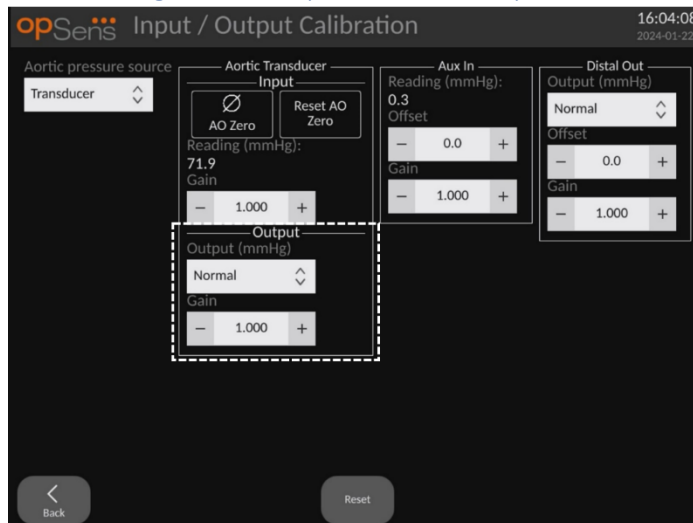 opSens Input / Output Calibration
16:04:08
2024-01-22
Aortic pressure source
Transducer
Aortic Transducer
Input
Ø
AO Zero
Reset AO
Zero
Reading (mmHg):
71.9
Gain
− 1.000 +
Output
Output (mmHg)
Normal
Gain
− 1.000 +
Aux In
Reading (mmHg):
0.3
Offset
− 0.0 +
Gain
− 1.000 +
Distal Out
Output (mmHg)
Normal
Offset
− 0.0 +
Gain
− 1.000 +
Back
Reset